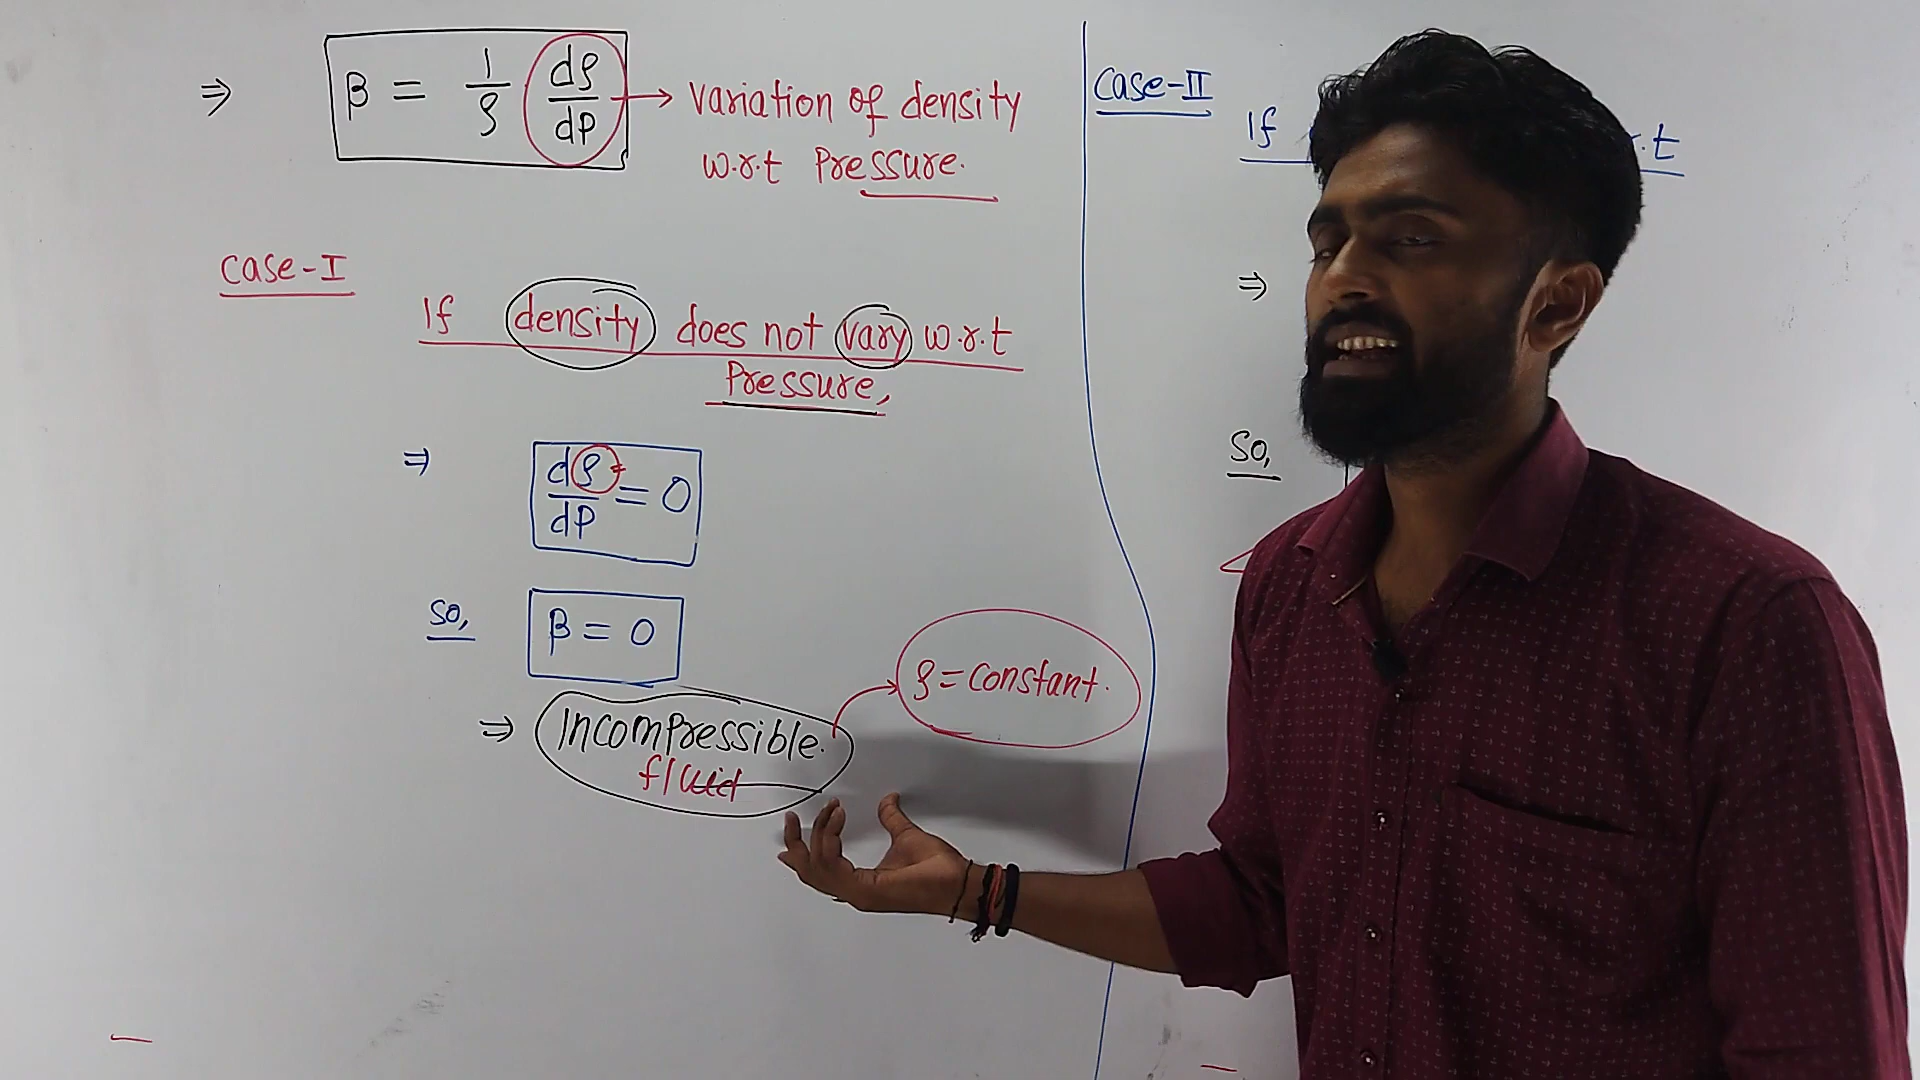 ⇒ β = 1/ρ dρ/dp → variation of density
w.r.t Pressure.
Case-I
If density does not vary w.r.t
Pressure,
⇒ dρ/dp = 0
So, β = 0
⇒ Incompressible.
fluid
ρ = constant.
Case-II
If
r.t
⇒
So,